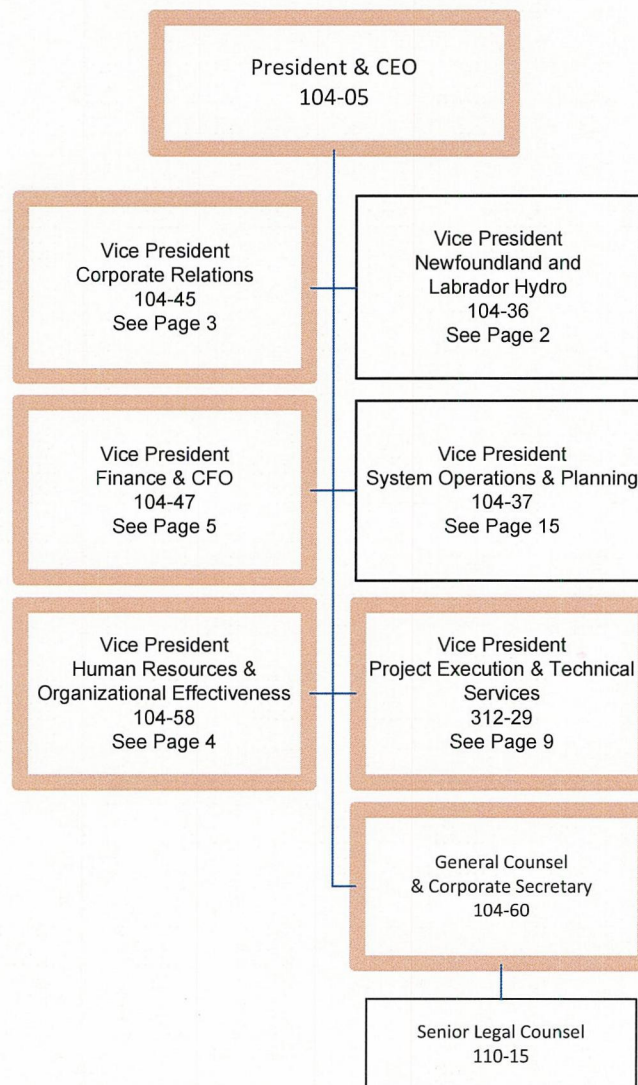 President & CEO
104-05
Vice President
Corporate Relations
104-45
See Page 3
Vice President
Newfoundland and
Labrador Hydro
104-36
See Page 2
Vice President
Finance & CFO
104-47
See Page 5
Vice President
System Operations & Planning
104-37
See Page 15
Vice President
Human Resources &
Organizational Effectiveness
104-58
See Page 4
Vice President
Project Execution & Technical
Services
312-29
See Page 9
General Counsel
& Corporate Secretary
104-60
Senior Legal Counsel
110-15